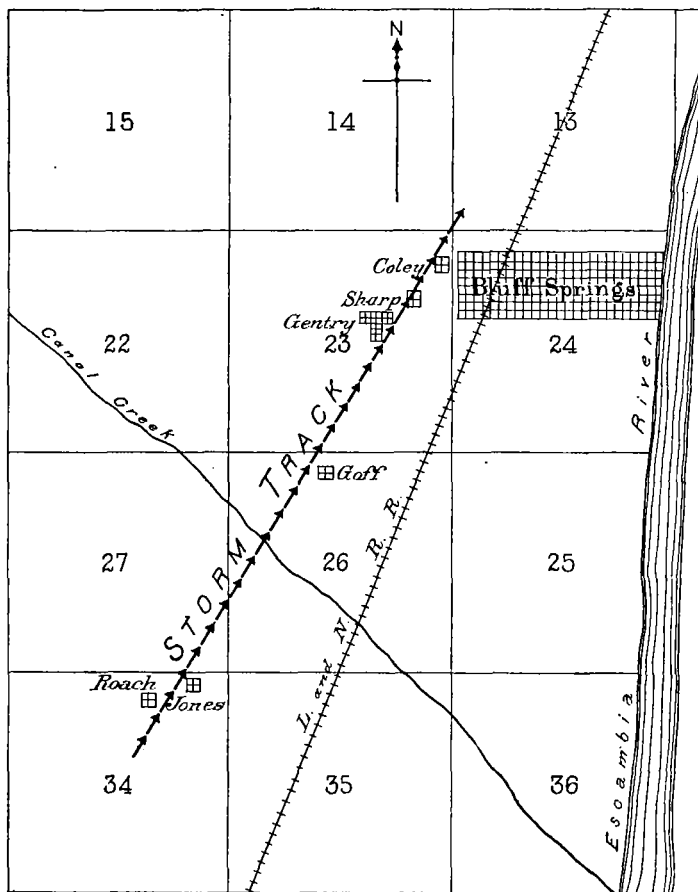 N
15
14
13
Coley
Bluff Springs
Sharp
Gentry
22
23
24
Canal Creek
STORM TRACK
Goff
River
27
26
25
L. and N. R. R.
Roach
Jones
34
35
36
Esoambia